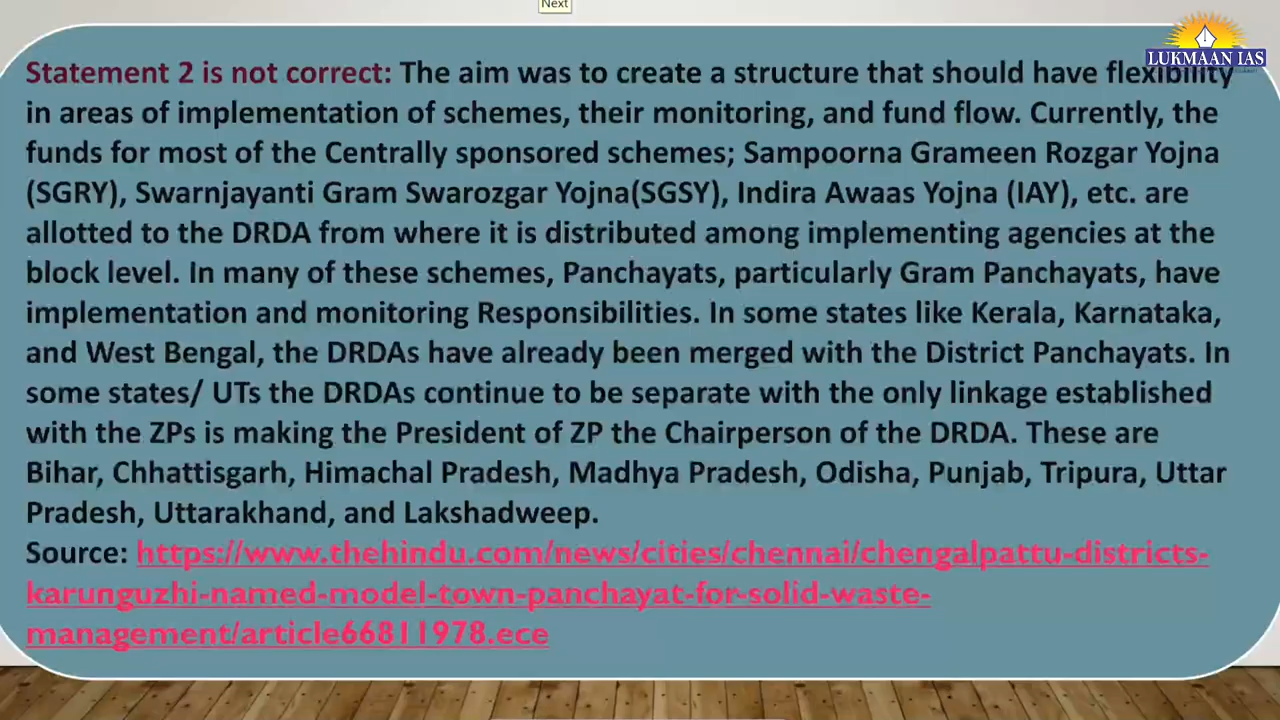 Next
LUKMAAN IAS
Statement 2 is not correct: The aim was to create a structure that should have flexibility
in areas of implementation of schemes, their monitoring, and fund flow. Currently, the
funds for most of the Centrally sponsored schemes; Sampoorna Grameen Rozgar Yojna
(SGRY), Swarnjayanti Gram Swarozgar Yojna(SGSY), Indira Awaas Yojna (IAY), etc. are
allotted to the DRDA from where it is distributed among implementing agencies at the
block level. In many of these schemes, Panchayats, particularly Gram Panchayats, have
implementation and monitoring Responsibilities. In some states like Kerala, Karnataka,
and West Bengal, the DRDAs have already been merged with the District Panchayats. In
some states/ UTs the DRDAs continue to be separate with the only linkage established
with the ZPs is making the President of ZP the Chairperson of the DRDA. These are
Bihar, Chhattisgarh, Himachal Pradesh, Madhya Pradesh, Odisha, Punjab, Tripura, Uttar
Pradesh, Uttarakhand, and Lakshadweep.
Source: https://www.thehindu.com/news/cities/chennai/chengalpattu-districts-
karunguzhi-named-model-town-panchayat-for-solid-waste-
management/article66811978.ece